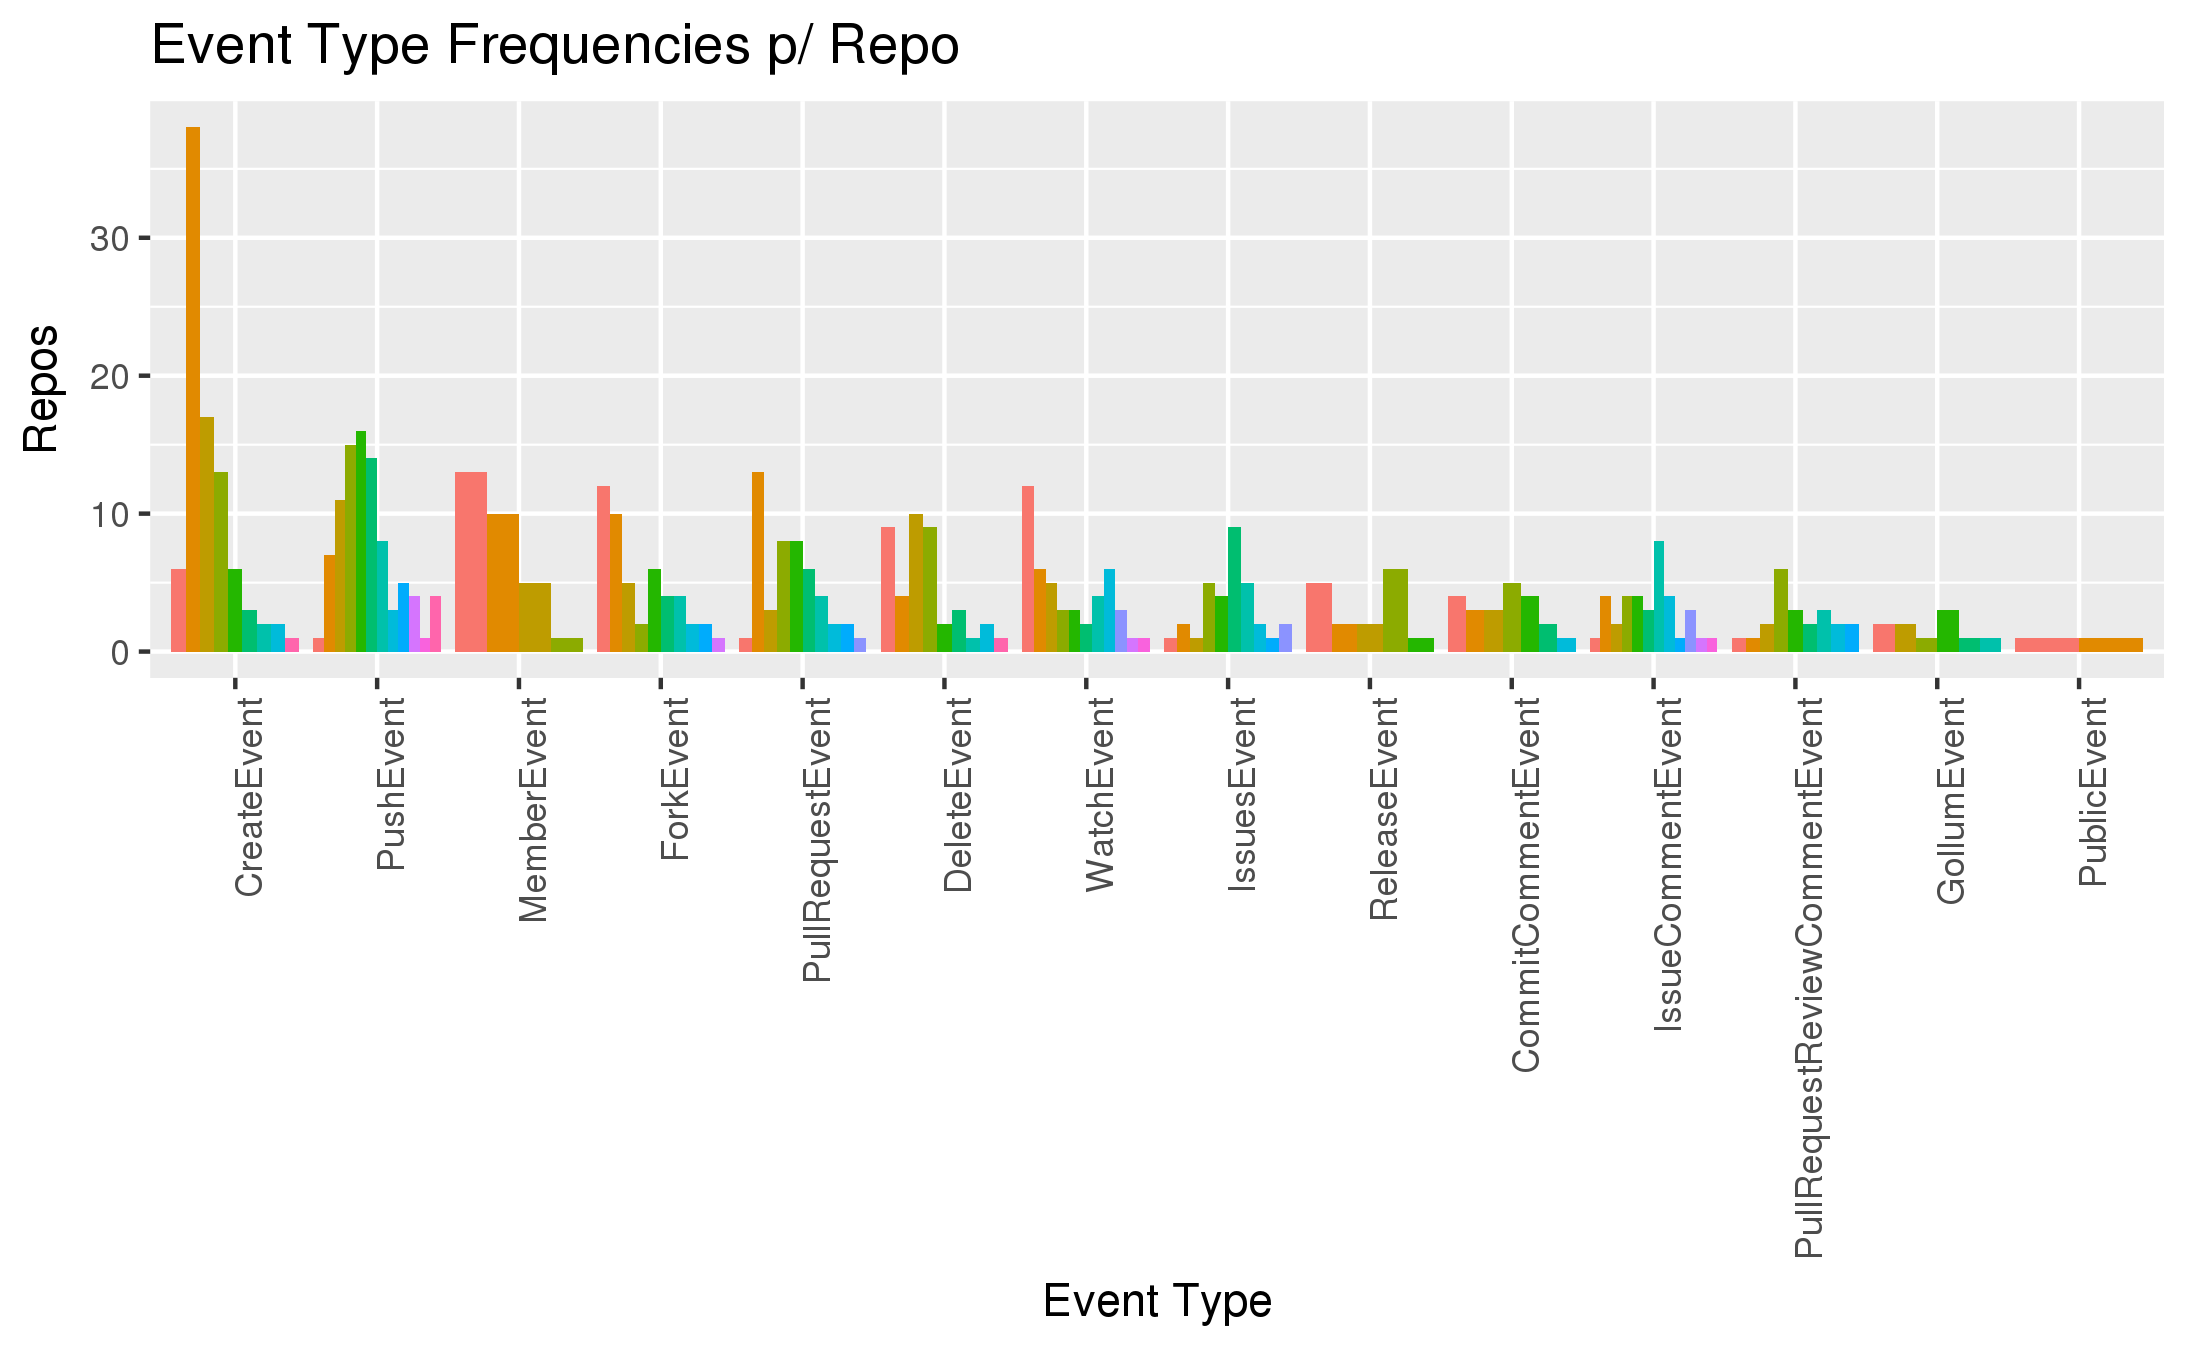 Event Type Frequencies p/ Repo
Repos
30
20
10
0
CreateEvent
PushEvent
MemberEvent
ForkEvent
PullRequestEvent
DeleteEvent
WatchEvent
IssuesEvent
ReleaseEvent
CommitCommentEvent
IssueCommentEvent
PullRequestReviewCommentEvent
GollumEvent
PublicEvent
Event Type